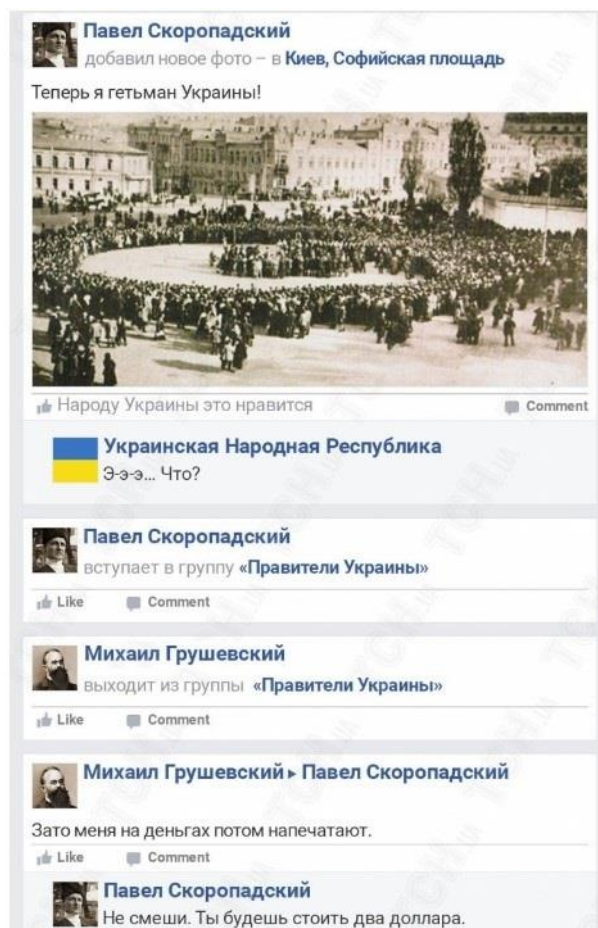 Павел Скоропадский
добавил новое фото – в Киев, Софийская площадь
Теперь я гетьман Украины!
Народу Украины это нравится
Comment
Украинская Народная Республика
Э-э-э... Что?
Павел Скоропадский
вступает в группу «Правители Украины»
Like Comment
Михаил Грушевский
выходит из группы «Правители Украины»
Like Comment
Михаил Грушевский ▸ Павел Скоропадский
Зато меня на деньгах потом напечатают.
Like Comment
Павел Скоропадский
Не смеши. Ты будешь стоить два доллара.